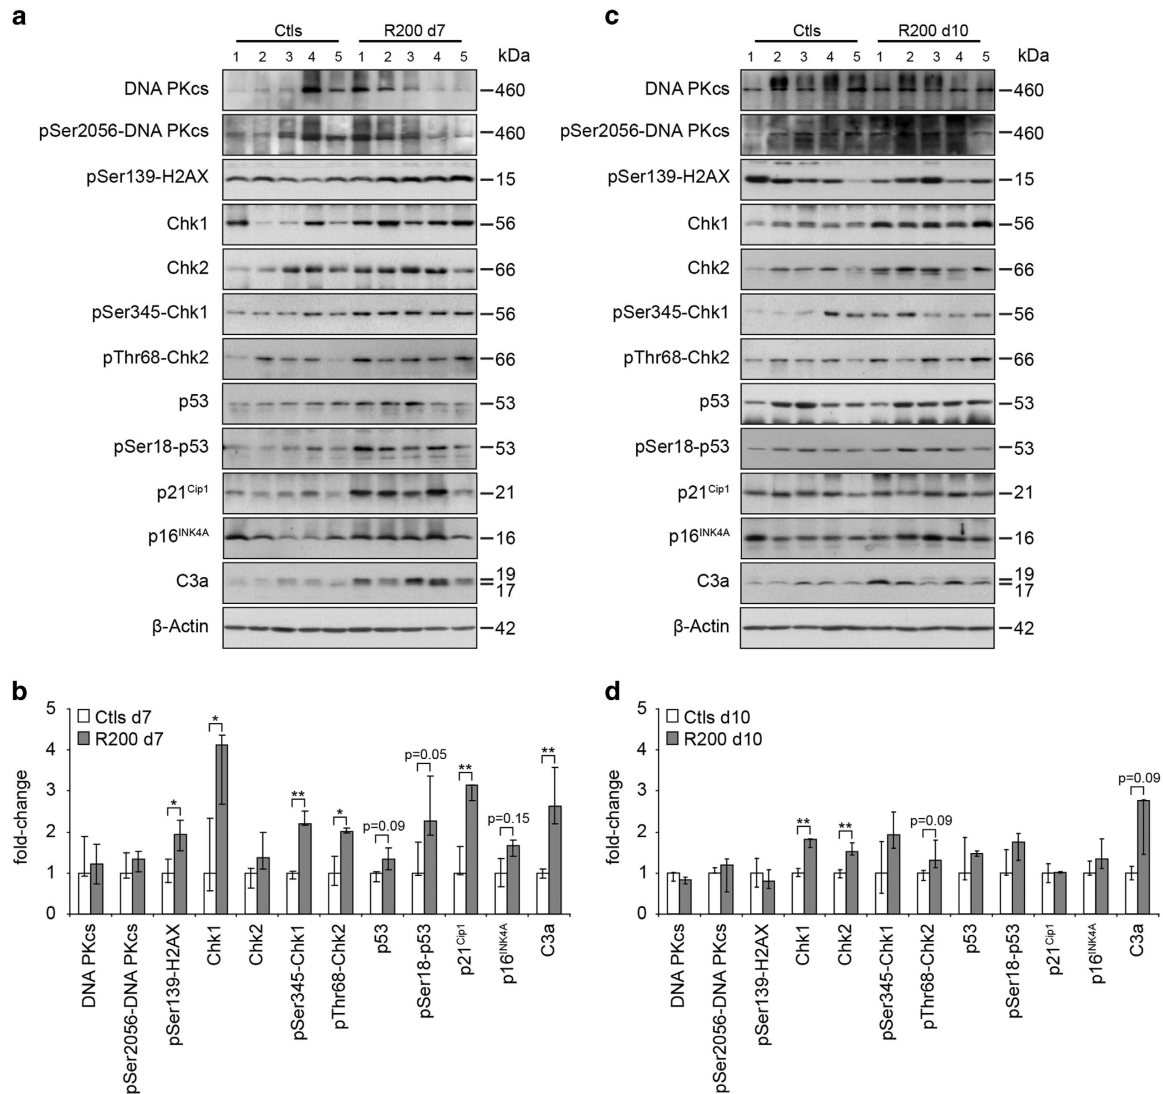 a
Ctls R200 d7
1 2 3 4 5 1 2 3 4 5 kDa
DNA PKcs 460
pSer2056-DNA PKcs 460
pSer139-H2AX 15
Chk1 56
Chk2 66
pSer345-Chk1 56
pThr68-Chk2 66
p53 53
pSer18-p53 53
p21Cip1 21
p16INK4A 16
C3a 19
17
β-Actin 42
c
Ctls R200 d10
1 2 3 4 5 1 2 3 4 5 kDa
DNA PKcs 460
pSer2056-DNA PKcs 460
pSer139-H2AX 15
Chk1 56
Chk2 66
pSer345-Chk1 56
pThr68-Chk2 66
p53 53
pSer18-p53 53
p21Cip1 21
p16INK4A 16
C3a 19
17
β-Actin 42
b
fold-change
5
4
3
2
1
0
Ctls d7
R200 d7
*
*
**
*
p=0.09
p=0.05
**
p=0.15
**
DNA PKcs
pSer2056-DNA PKcs
pSer139-H2AX
Chk1
Chk2
pSer345-Chk1
pThr68-Chk2
p53
pSer18-p53
p21Cip1
p16INK4A
C3a
d
fold-change
5
4
3
2
1
0
Ctls d10
R200 d10
**
**
p=0.09
p=0.09
DNA PKcs
pSer2056-DNA PKcs
pSer139-H2AX
Chk1
Chk2
pSer345-Chk1
pThr68-Chk2
p53
pSer18-p53
p21Cip1
p16INK4A
C3a